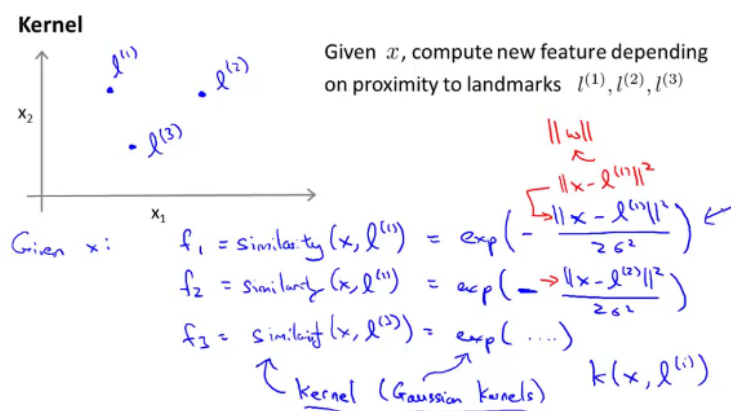 Kernel
l⁽¹⁾
l⁽²⁾
l⁽³⁾
x₂
x₁
Given x, compute new feature depending
on proximity to landmarks l⁽¹⁾, l⁽²⁾, l⁽³⁾
||w||
||x - l⁽¹⁾||²
Given x: f₁ = similarity(x, l⁽¹⁾) = exp(- ||x - l⁽¹⁾||² / 2σ²)
f₂ = similarity(x, l⁽¹⁾) = exp(- ||x - l⁽²⁾||² / 2σ²)
f₃ = similarity(x, l⁽³⁾) = exp(....)
kernel (Gaussian kernels) k(x, l⁽ⁱ⁾)